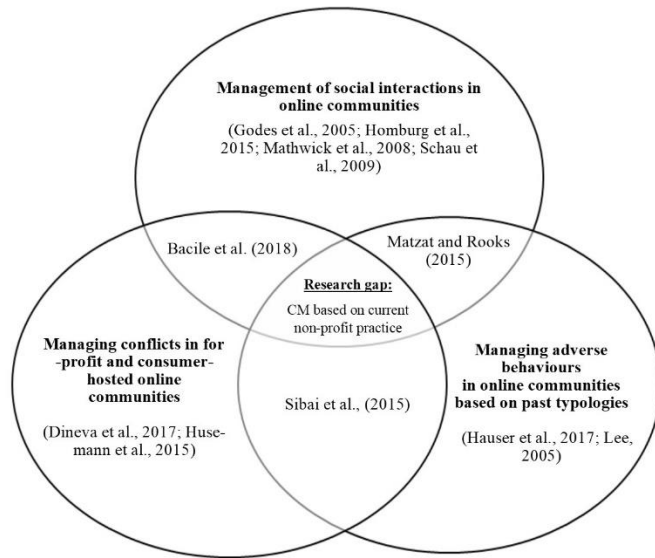 Management of social interactions in
online communities
(Godes et al., 2005; Homburg et al.,
2015; Mathwick et al., 2008; Schau et
al., 2009)
Bacile et al. (2018)
Matzat and Rooks
(2015)
Research gap:
CM based on current
non-profit practice
Managing conflicts in for
-profit and consumer-
hosted online
communities
(Dineva et al., 2017; Huse-
mann et al., 2015)
Sibai et al., (2015)
Managing adverse
behaviours
in online communities
based on past typologies
(Hauser et al., 2017; Lee,
2005)